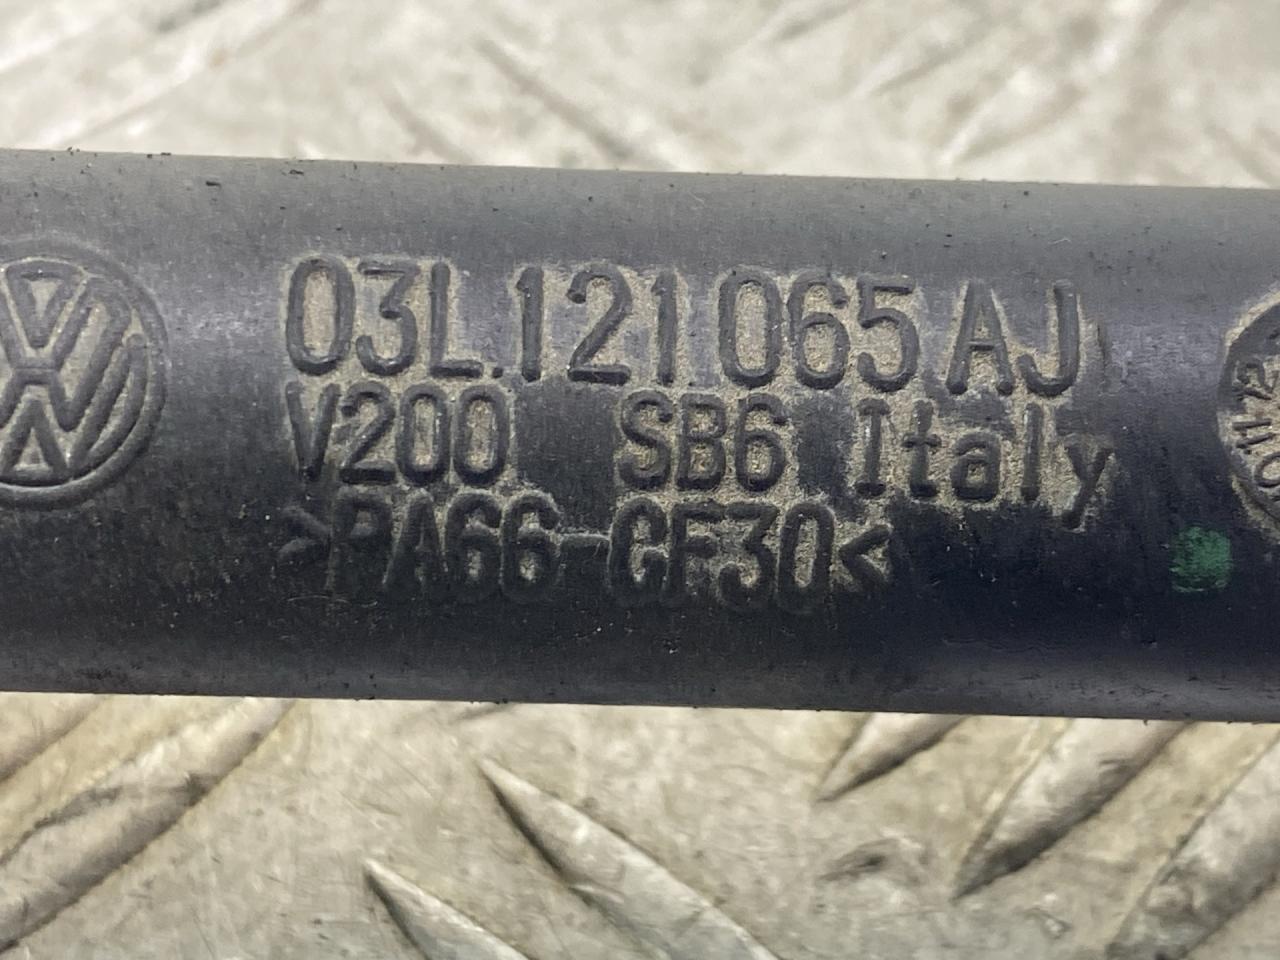 03L.121.065 AJ
V200 SB6 Italy
>PA66-GF30<